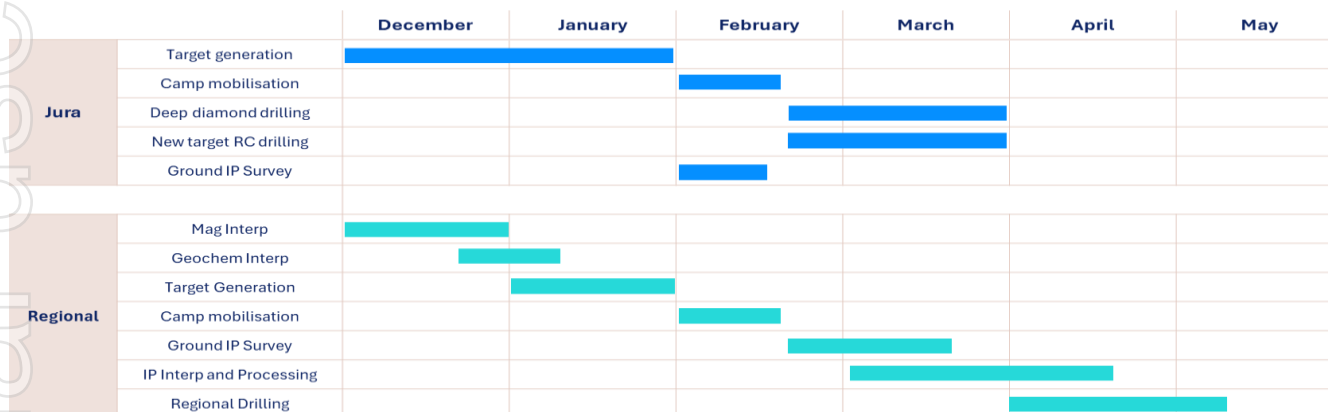 December January February March April May
Target generation
Camp mobilisation
Jura
Deep diamond drilling
New target RC drilling
Ground IP Survey
Mag Interp
Geochem Interp
Target Generation
Regional
Camp mobilisation
Ground IP Survey
IP Interp and Processing
Regional Drilling